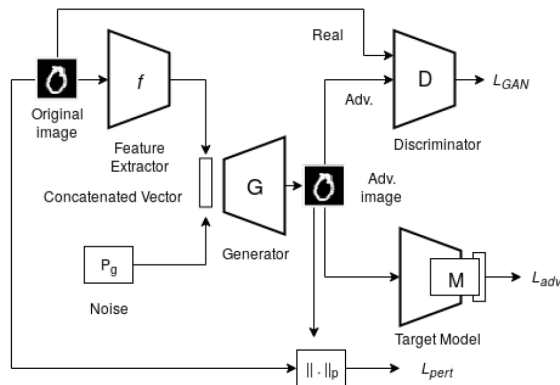 Real
f
D
L_GAN
Original
image
Adv.
Discriminator
Feature
Extractor
Concatenated Vector
G
Adv.
image
Generator
P_g
Noise
M
L_adv
Target Model
|| . ||_p
L_pert